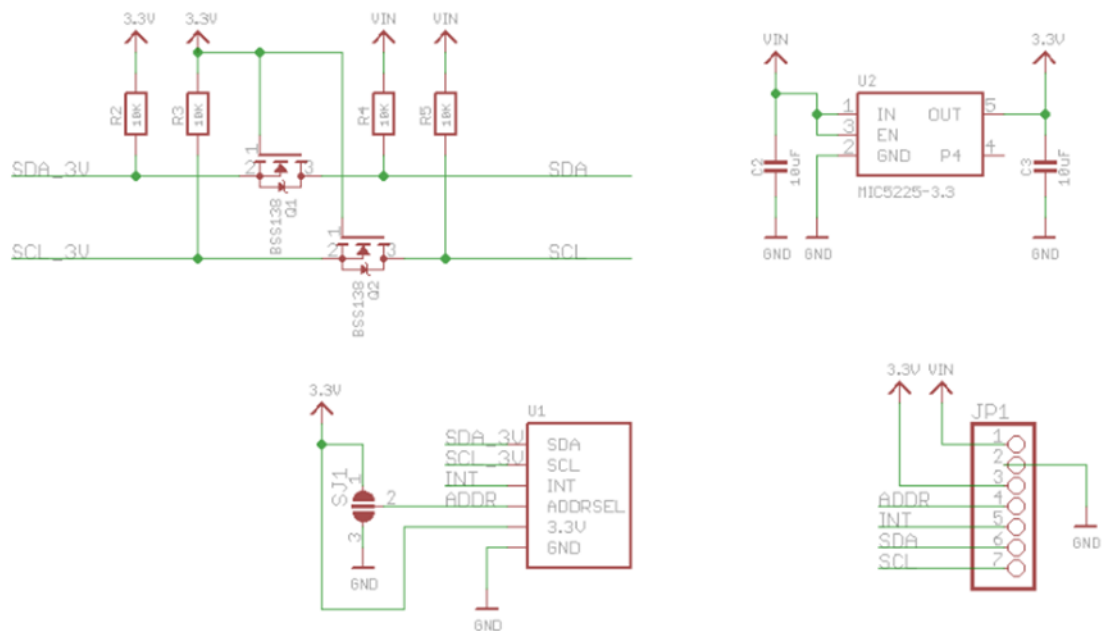 3.3V 3.3V VIN VIN
R2 10K R3 10K R4 10K R5 10K
1
SDA_3V 2 3 SDA
BSS138 Q1
1
SCL_3V 2 3 SCL
BSS138 Q2
VIN 3.3V
U2
1 IN OUT 5
3 EN
2 GND P4 4
C2 10uF C3 10uF
MIC5225-3.3
GND GND GND
3.3V
U1
SDA_3V SDA
SCL_3V SCL
INT INT
SJ1 1 2 3
ADDR ADDRSEL
3.3V
GND
GND
GND
3.3V VIN
JP1
1
2
3
ADDR 4
INT 5
SDA 6
SCL 7
GND